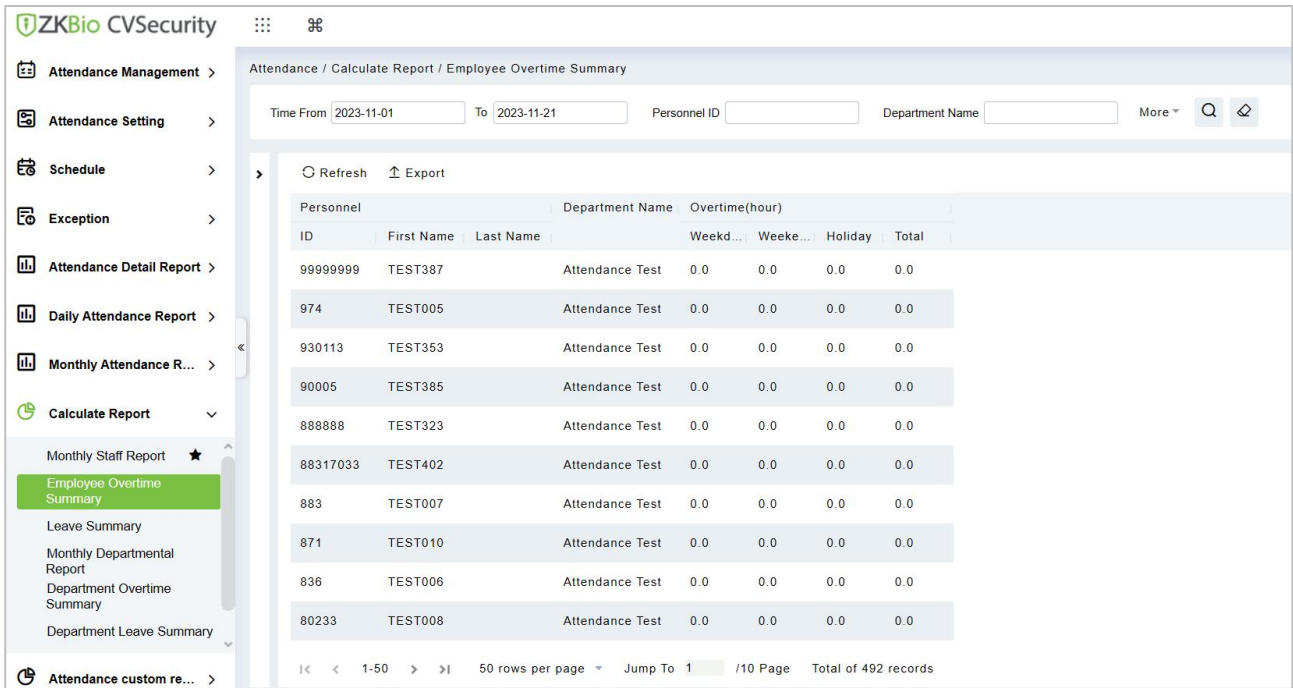 ZKBio CVSecurity
Attendance Management
Attendance Setting
Schedule
Exception
Attendance Detail Report
Daily Attendance Report
Monthly Attendance R...
Calculate Report
Monthly Staff Report
Employee Overtime
Summary
Leave Summary
Monthly Departmental
Report
Department Overtime
Summary
Department Leave Summary
Attendance custom re...
Attendance / Calculate Report / Employee Overtime Summary
Time From 2023-11-01 To 2023-11-21 Personnel ID Department Name More
Refresh Export
Personnel Department Name Overtime(hour)
ID First Name Last Name Weekd... Weeke... Holiday Total
99999999 TEST387 Attendance Test 0.0 0.0 0.0 0.0
974 TEST005 Attendance Test 0.0 0.0 0.0 0.0
930113 TEST353 Attendance Test 0.0 0.0 0.0 0.0
90005 TEST385 Attendance Test 0.0 0.0 0.0 0.0
888888 TEST323 Attendance Test 0.0 0.0 0.0 0.0
88317033 TEST402 Attendance Test 0.0 0.0 0.0 0.0
883 TEST007 Attendance Test 0.0 0.0 0.0 0.0
871 TEST010 Attendance Test 0.0 0.0 0.0 0.0
836 TEST006 Attendance Test 0.0 0.0 0.0 0.0
80233 TEST008 Attendance Test 0.0 0.0 0.0 0.0
1-50 50 rows per page Jump To 1 /10 Page Total of 492 records